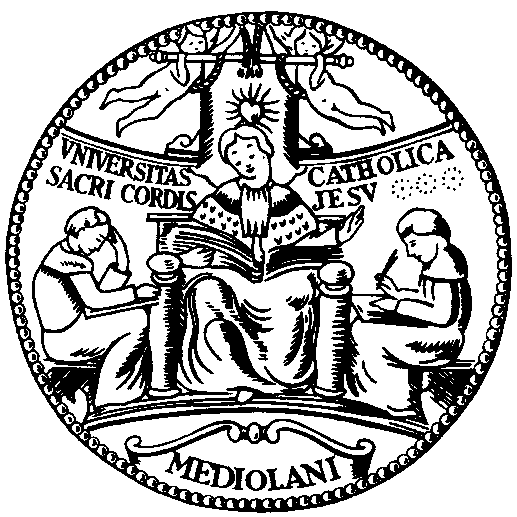 VNIVERSITAS CATHOLICA
SACRI CORDIS JESV
MEDIOLANI